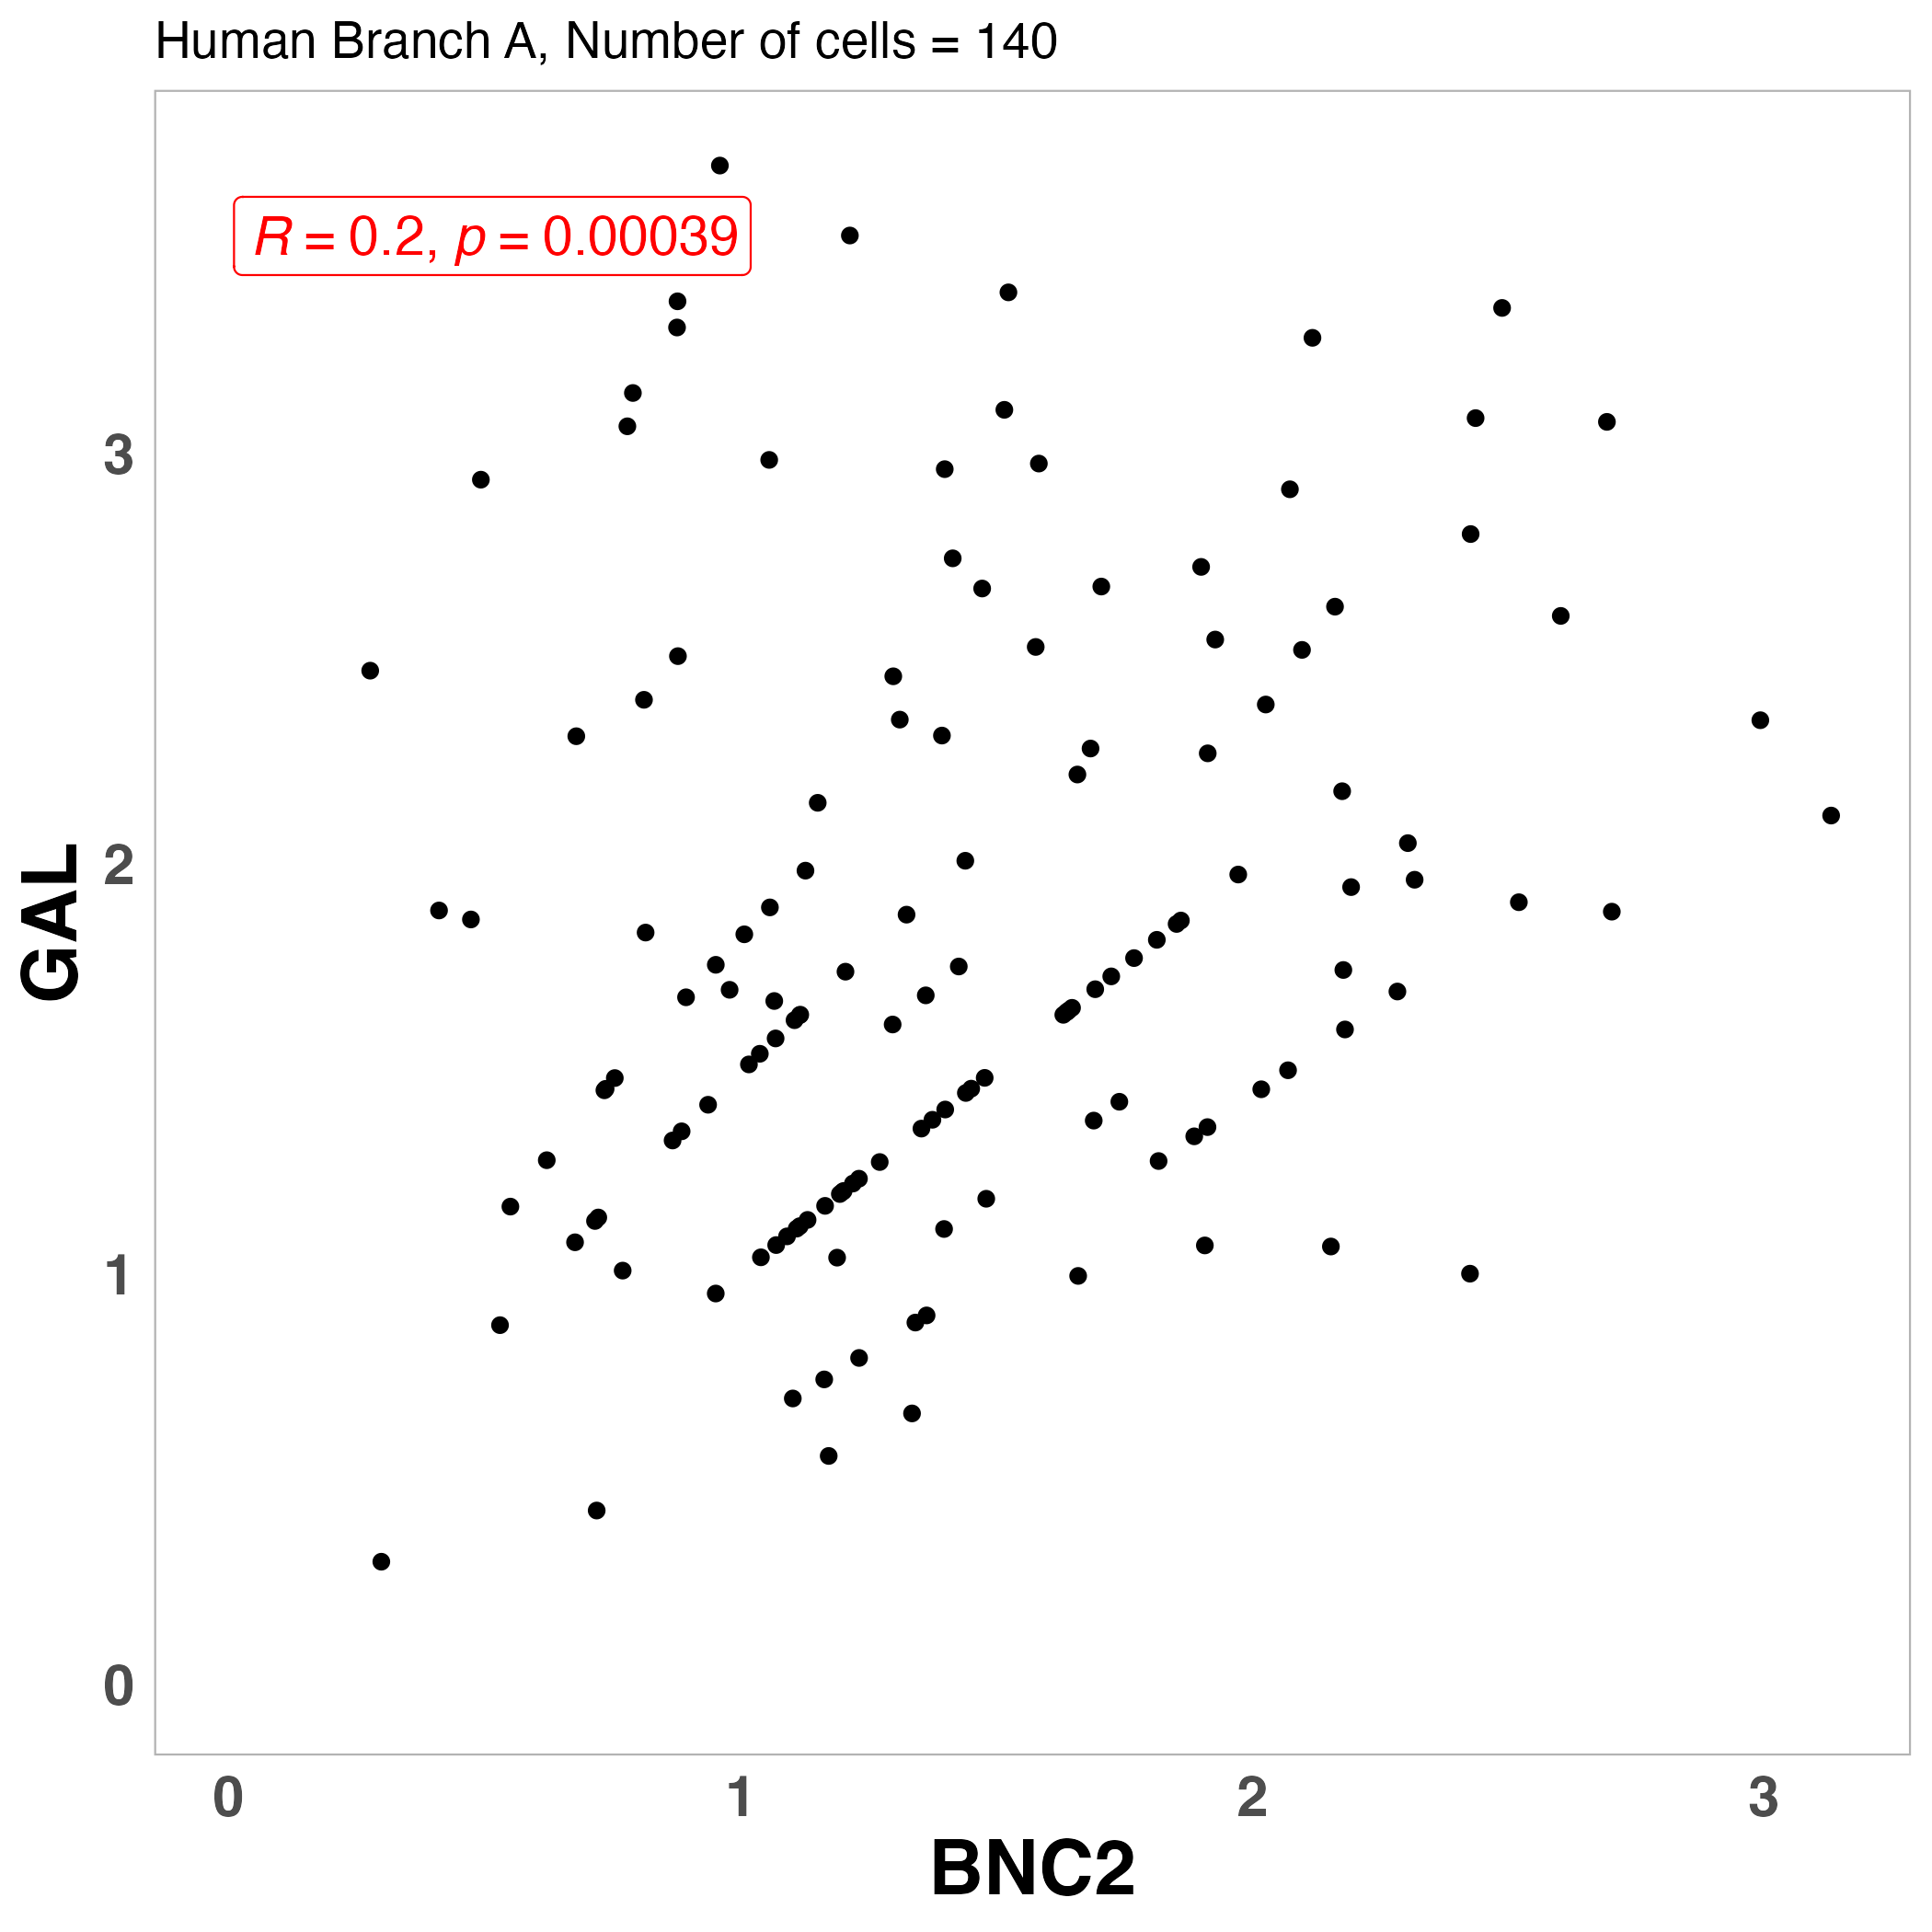 Human Branch A, Number of cells = 140
R = 0.2, p = 0.00039
3
2
1
0
GAL
0 1 2 3
BNC2